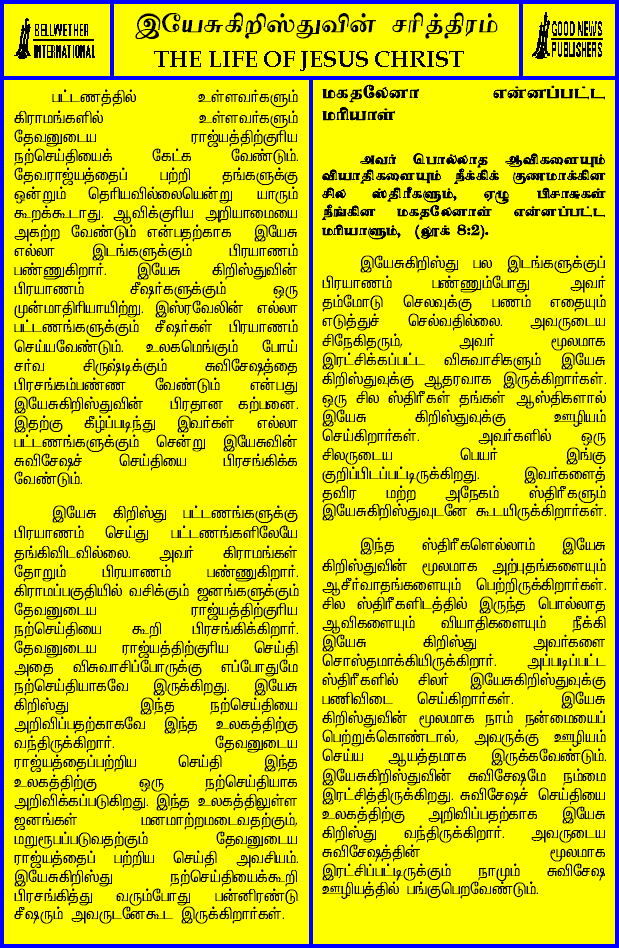 BELLWETHER
INTERNATIONAL
இயேசுகிறிஸ்துவின் சரித்திரம்
THE LIFE OF JESUS CHRIST
GOOD NEWS
PUBLISHERS
பட்டணத்தில் உள்ளவர்களும்
கிராமங்களில் உள்ளவர்களும்
தேவனுடைய ராஜ்யத்திற்குரிய
நற்செய்தியைக் கேட்க வேண்டும்.
தேவராஜ்யத்தைப் பற்றி தங்களுக்கு
ஒன்றும் தெரியவில்லையென்று யாரும்
கூறக்கூடாது. ஆவிக்குரிய அறியாமையை
அகற்ற வேண்டும் என்பதற்காக இயேசு
எல்லா இடங்களுக்கும் பிரயாணம்
பண்ணுகிறார். இயேசு கிறிஸ்துவின்
பிரயாணம் சீஷர்களுக்கும் ஒரு
முன்மாதிரியாயிற்று. இஸ்ரவேலின் எல்லா
பட்டணங்களுக்கும் சீஷர்கள் பிரயாணம்
செய்யவேண்டும். உலகமெங்கும் போய்
சர்வ சிருஷ்டிக்கும் சுவிசேஷத்தை
பிரசங்கம்பண்ண வேண்டும் என்பது
இயேசுகிறிஸ்துவின் பிரதான கற்பனை.
இதற்கு கீழ்ப்படிந்து இவர்கள் எல்லா
பட்டணங்களுக்கும் சென்று இயேசுவின்
சுவிசேஷச் செய்தியை பிரசங்கிக்க
வேண்டும்.
இயேசு கிறிஸ்து பட்டணங்களுக்கு
பிரயாணம் செய்து பட்டணங்களிலேயே
தங்கிவிடவில்லை. அவர் கிராமங்கள்
தோறும் பிரயாணம் பண்ணுகிறார்.
கிராமப்பகுதியில் வசிக்கும் ஜனங்களுக்கும்
தேவனுடைய ராஜ்யத்திற்குரிய
நற்செய்தியை கூறி பிரசங்கிக்கிறார்.
தேவனுடைய ராஜ்யத்திற்குரிய செய்தி
அதை விசுவாசிப்போருக்கு எப்போதுமே
நற்செய்தியாகவே இருக்கிறது. இயேசு
கிறிஸ்து இந்த நற்செய்தியை
அறிவிப்பதற்காகவே இந்த உலகத்திற்கு
வந்திருக்கிறார். தேவனுடைய
ராஜ்யத்தைப்பற்றிய செய்தி இந்த
உலகத்திற்கு ஒரு நற்செய்தியாக
அறிவிக்கப்படுகிறது. இந்த உலகத்திலுள்ள
ஜனங்கள் மனமாற்றமடைவதற்கும்,
மறுரூபப்படுவதற்கும் தேவனுடைய
ராஜ்யத்தைப் பற்றிய செய்தி அவசியம்.
இயேசுகிறிஸ்து நற்செய்தியைக்கூறி
பிரசங்கித்து வரும்போது பன்னிரண்டு
சீஷரும் அவருடனேகூட இருக்கிறார்கள்.
மகதலேனா என்னப்பட்ட
மரியாள்
அவர் பொல்லாத ஆவிகளையும்
வியாதிகளையும் நீக்கிக் குணமாக்கின
சில ஸ்திரீகளும், ஏழு பிசாசுகள்
நீங்கின மகதலேனாள் என்னப்பட்ட
மரியாளும், (லூக் 8:2).
இயேசுகிறிஸ்து பல இடங்களுக்குப்
பிரயாணம் பண்ணும்போது அவர்
தம்மோடு செலவுக்கு பணம் எதையும்
எடுத்துச் செல்வதில்லை. அவருடைய
சிநேகிதரும், அவர் மூலமாக
இரட்சிக்கப்பட்ட விசுவாசிகளும் இயேசு
கிறிஸ்துவுக்கு ஆதரவாக இருக்கிறார்கள்.
ஒரு சில ஸ்திரீகள் தங்கள் ஆஸ்திகளால்
இயேசு கிறிஸ்துவுக்கு ஊழியம்
செய்கிறார்கள். அவர்களில் ஒரு
சிலருடைய பெயர் இங்கு
குறிப்பிடப்பட்டிருக்கிறது. இவர்களைத்
தவிர மற்ற அநேகம் ஸ்திரீகளும்
இயேசுகிறிஸ்துவுடனே கூடயிருக்கிறார்கள்.
இந்த ஸ்திரீகளெல்லாம் இயேசு
கிறிஸ்துவின் மூலமாக அற்புதங்களையும்
ஆசீர்வாதங்களையும் பெற்றிருக்கிறார்கள்.
சில ஸ்திரீகளிடத்தில் இருந்த பொல்லாத
ஆவிகளையும் வியாதிகளையும் நீக்கி
இயேசு கிறிஸ்து அவர்களை
சொஸ்தமாக்கியிருக்கிறார். அப்படிப்பட்ட
ஸ்திரீகளில் சிலர் இயேசுகிறிஸ்துவுக்கு
பணிவிடை செய்கிறார்கள். இயேசு
கிறிஸ்துவின் மூலமாக நாம் நன்மையைப்
பெற்றுக்கொண்டால், அவருக்கு ஊழியம்
செய்ய ஆயத்தமாக இருக்கவேண்டும்.
இயேசுகிறிஸ்துவின் சுவிசேஷமே நம்மை
இரட்சித்திருக்கிறது. சுவிசேஷச் செய்தியை
உலகத்திற்கு அறிவிப்பதற்காக இயேசு
கிறிஸ்து வந்திருக்கிறார். அவருடைய
சுவிசேஷத்தின் மூலமாக
இரட்சிப்பட்டிருக்கும் நாமும் சுவிசேஷ
ஊழியத்தில் பங்குபெறவேண்டும்.